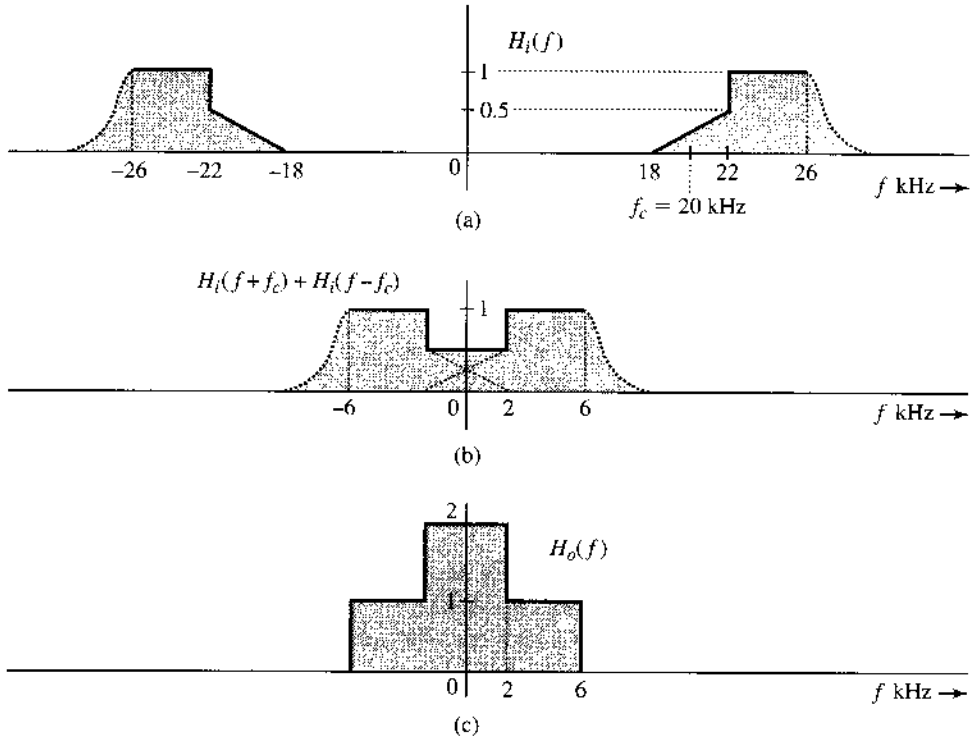 H_i(f)
1
0.5
−26 −22 −18 0 18 22 26
f_c = 20 kHz
f kHz
(a)
H_i(f+f_c) + H_i(f−f_c)
1
−6 0 2 6
f kHz
(b)
2
H_o(f)
1
0 2 6
f kHz
(c)